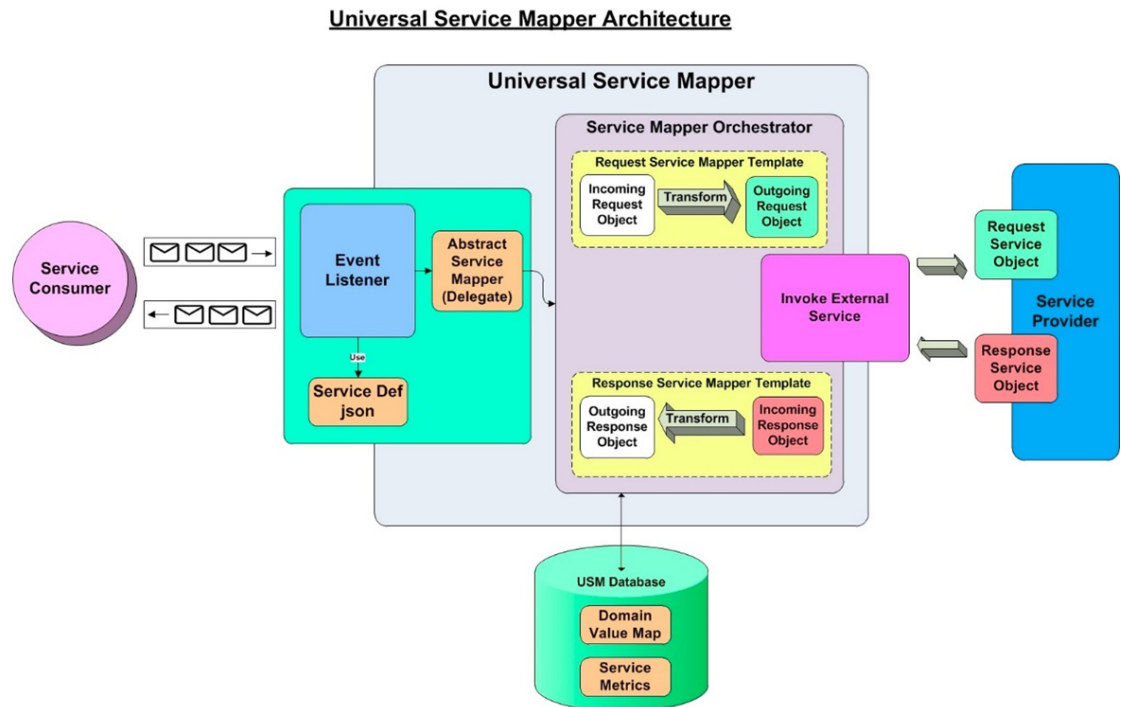 Universal Service Mapper Architecture
Universal Service Mapper
Service Mapper Orchestrator
Request Service Mapper Template
Incoming
Request
Object
Transform
Outgoing
Request
Object
Service
Consumer
Event
Listener
Abstract
Service
Mapper
(Delegate)
Use
Service Def
json
Invoke External
Service
Request
Service
Object
Service
Provider
Response
Service
Object
Response Service Mapper Template
Outgoing
Response
Object
Transform
Incoming
Response
Object
USM Database
Domain
Value Map
Service
Metrics